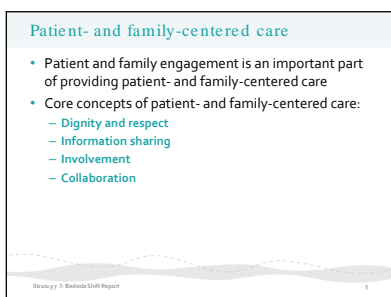 Patient- and family-centered care
• Patient and family engagement is an important part
of providing patient- and family-centered care
• Core concepts of patient- and family-centered care:
– Dignity and respect
– Information sharing
– Involvement
– Collaboration
Strategy 3: Bedside Shift Report
5